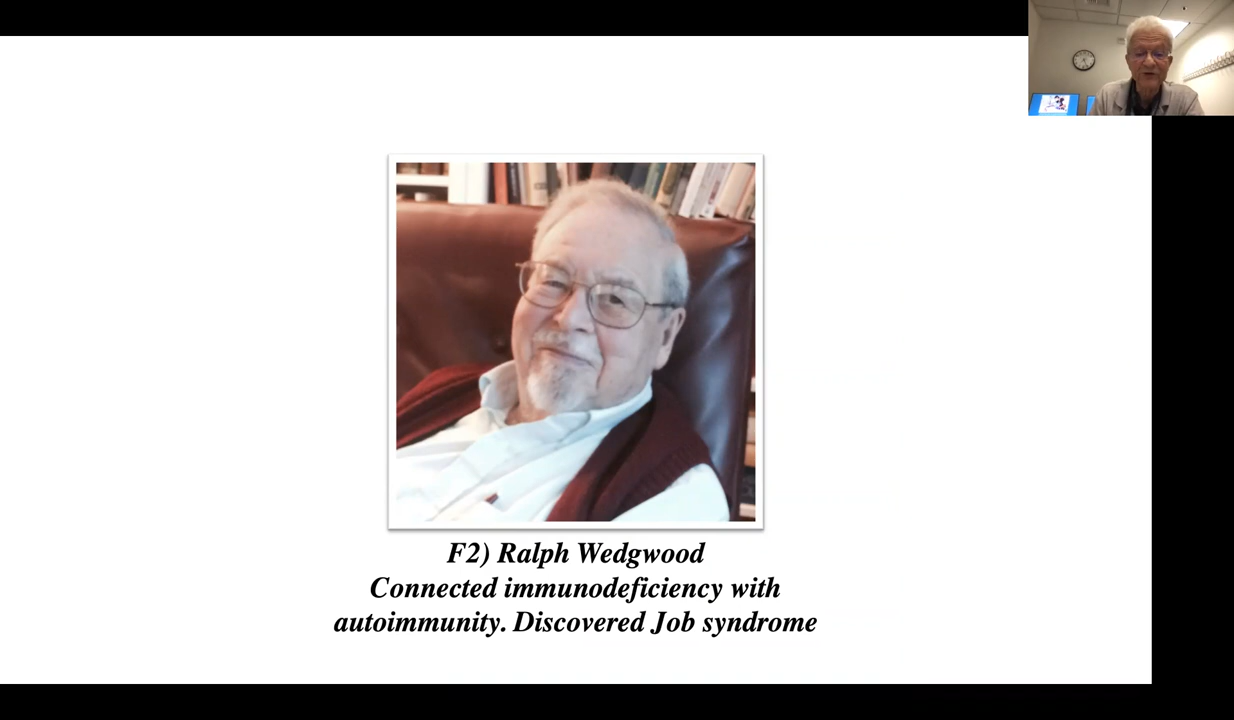 F2) Ralph Wedgwood
Connected immunodeficiency with
autoimmunity. Discovered Job syndrome